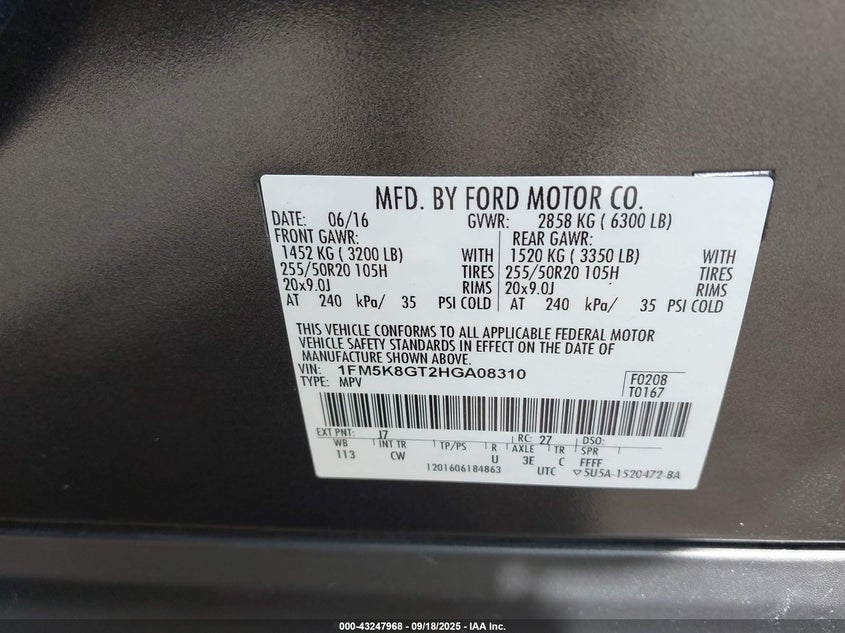 MFD. BY FORD MOTOR CO.
DATE: 06/16 GVWR: 2858 KG ( 6300 LB)
FRONT GAWR: REAR GAWR:
1452 KG ( 3200 LB) WITH 1520 KG ( 3350 LB) WITH
255/50R20 105H TIRES 255/50R20 105H TIRES
20x9.0J RIMS 20x9.0J RIMS
AT 240 kPa/ 35 PSI COLD AT 240 kPa/ 35 PSI COLD
THIS VEHICLE CONFORMS TO ALL APPLICABLE FEDERAL MOTOR
VEHICLE SAFETY STANDARDS IN EFFECT ON THE DATE OF
MANUFACTURE SHOWN ABOVE.
VIN: 1FM5K8GT2HGA08310 F0208
TYPE: MPV T0167
EXT PNT: J7 RC: 27 DSO:
WB INT TR TP/PS R AXLE TR SPR
113 CW U 3E C FFFF
1201606184863 UTC ▽5U5A-1520472-BA
000-43247968 - 09/18/2025 - IAA Inc.